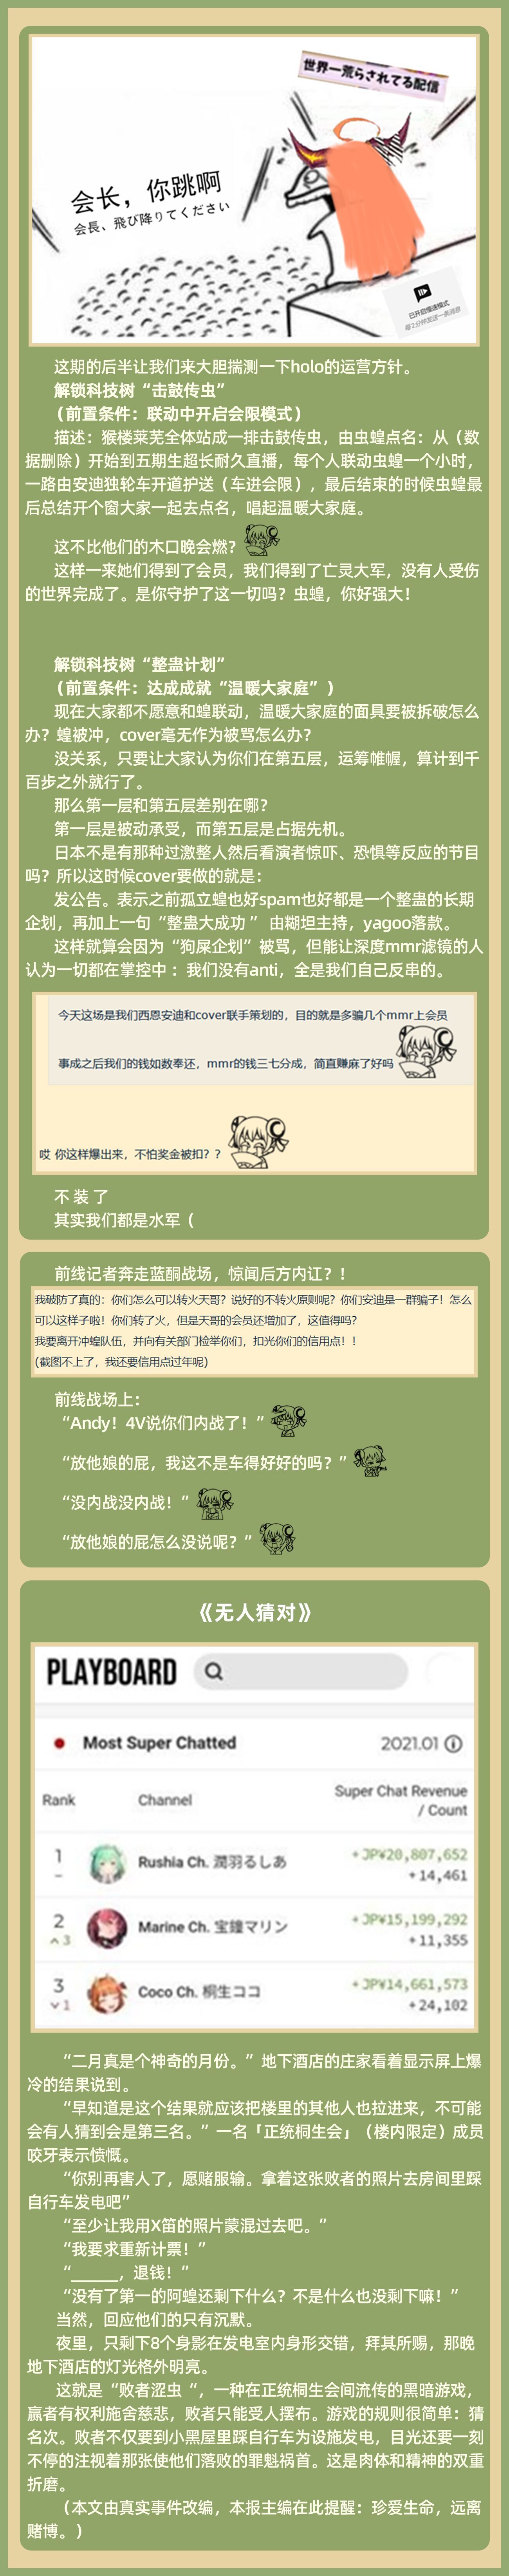 世界一荒らされてる配信
会长，你跳啊
会長、飛び降りてください
已开启慢速模式
每2分钟发送一条消息
这期的后半让我们来大胆揣测一下holo的运营方针。
解锁科技树“击鼓传虫”
（前置条件：联动中开启会限模式）
描述：猴楼莱芜全体站成一排击鼓传虫，由虫蝗点名：从（数
据删除）开始到五期生超长耐久直播，每个人联动虫蝗一个小时，
一路由安迪独轮车开道护送（车进会限），最后结束的时候虫蝗最
后总结开个窗大家一起去点名，唱起温暖大家庭。
这不比他们的木口晚会燃？
这样一来她们得到了会员，我们得到了亡灵大军，没有人受伤
的世界完成了。是你守护了这一切吗？虫蝗，你好强大！
解锁科技树“整蛊计划”
（前置条件：达成成就“温暖大家庭”）
现在大家都不愿意和蝗联动，温暖大家庭的面具要被拆破怎么
办？蝗被冲，cover毫无作为被骂怎么办？
没关系，只要让大家认为你们在第五层，运筹帷幄，算计到千
百步之外就行了。
那么第一层和第五层差别在哪？
第一层是被动承受，而第五层是占据先机。
日本不是有那种过激整人然后看演者惊吓、恐惧等反应的节目
吗？所以这时候cover要做的就是：
发公告。表示之前孤立蝗也好spam也好都是一个整蛊的长期
企划，再加上一句“整蛊大成功 ” 由糊坦主持，yagoo落款。
这样就算会因为“狗屎企划”被骂，但能让深度mmr滤镜的人
认为一切都在掌控中 ：我们没有anti，全是我们自己反串的。
今天这场是我们西恩安迪和cover联手策划的，目的就是多骗几个mmr上会员
事成之后我们的钱如数奉还，mmr的钱三七分成，简直赚麻了好吗
哎 你这样爆出来，不怕奖金被扣？？
不 装 了
其实我们都是水军（
前线记者奔走蓝酮战场，惊闻后方内讧？！
我破防了真的：你们怎么可以转火天哥？说好的不转火原则呢？你们安迪是一群骗子！怎么
可以这样子啦！你们转了火，但是天哥的会员还增加了，这值得吗？
我要离开冲蝗队伍，并向有关部门检举你们，扣光你们的信用点！！
(截图不上了，我还要信用点过年呢)
前线战场上：
“Andy！4V说你们内战了！”
“放他娘的屁，我这不是车得好好的吗？”
“没内战没内战！”
“放他娘的屁怎么没说呢？”
《无人猜对》
PLAYBOARD
Most Super Chatted 2021.01
Rank Channel Super Chat Revenue
/ Count
1 Rushia Ch. 潤羽るしあ +JP¥20,807,652
+14,461
2 Marine Ch. 宝鐘マリン +JP¥15,199,292
3 +11,355
3 Coco Ch. 桐生ココ +JP¥14,661,573
1 +24,102
“二月真是个神奇的月份。”地下酒店的庄家看着显示屏上爆
冷的结果说到。
“早知道是这个结果就应该把楼里的其他人也拉进来，不可能
会有人猜到会是第三名。”一名「正统桐生会」（楼内限定）成员
咬牙表示愤慨。
“你别再害人了，愿赌服输。拿着这张败者的照片去房间里踩
自行车发电吧”
“至少让我用X笛的照片蒙混过去吧。”
“我要求重新计票！”
“_____，退钱！”
“没有了第一的阿蝗还剩下什么？不是什么也没剩下嘛！”
当然，回应他们的只有沉默。
夜里，只剩下8个身影在发电室内身形交错，拜其所赐，那晚
地下酒店的灯光格外明亮。
这就是“败者涩虫“，一种在正统桐生会间流传的黑暗游戏，
赢者有权利施舍慈悲，败者只能受人摆布。游戏的规则很简单：猜
名次。败者不仅要到小黑屋里踩自行车为设施发电，目光还要一刻
不停的注视着那张使他们落败的罪魁祸首。这是肉体和精神的双重
折磨。
（本文由真实事件改编，本报主编在此提醒：珍爱生命，远离
赌博。）